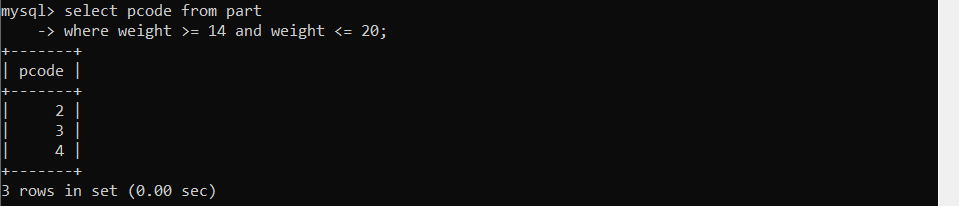 mysql> select pcode from part
    -> where weight >= 14 and weight <= 20;
+-------+
| pcode |
+-------+
|     2 |
|     3 |
|     4 |
+-------+
3 rows in set (0.00 sec)